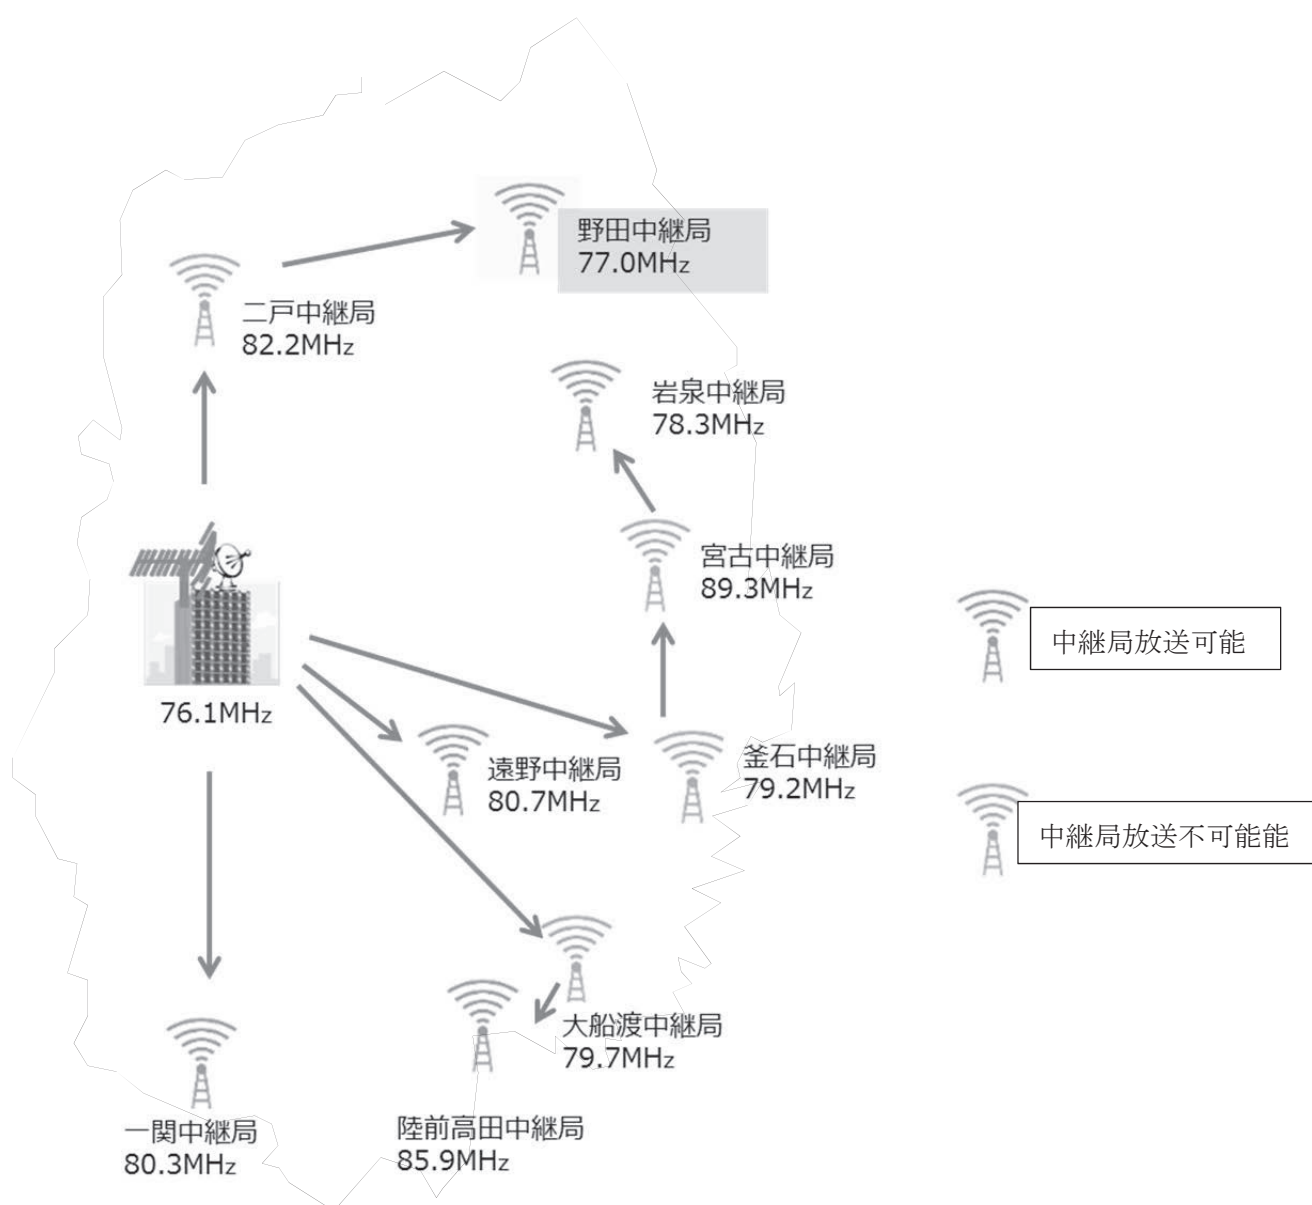 野田中継局
77.0MHz
二戸中継局
82.2MHz
岩泉中継局
78.3MHz
宮古中継局
89.3MHz
中継局放送可能
76.1MHz
遠野中継局
80.7MHz
釜石中継局
79.2MHz
中継局放送不可能能
大船渡中継局
79.7MHz
一関中継局
80.3MHz
陸前高田中継局
85.9MHz